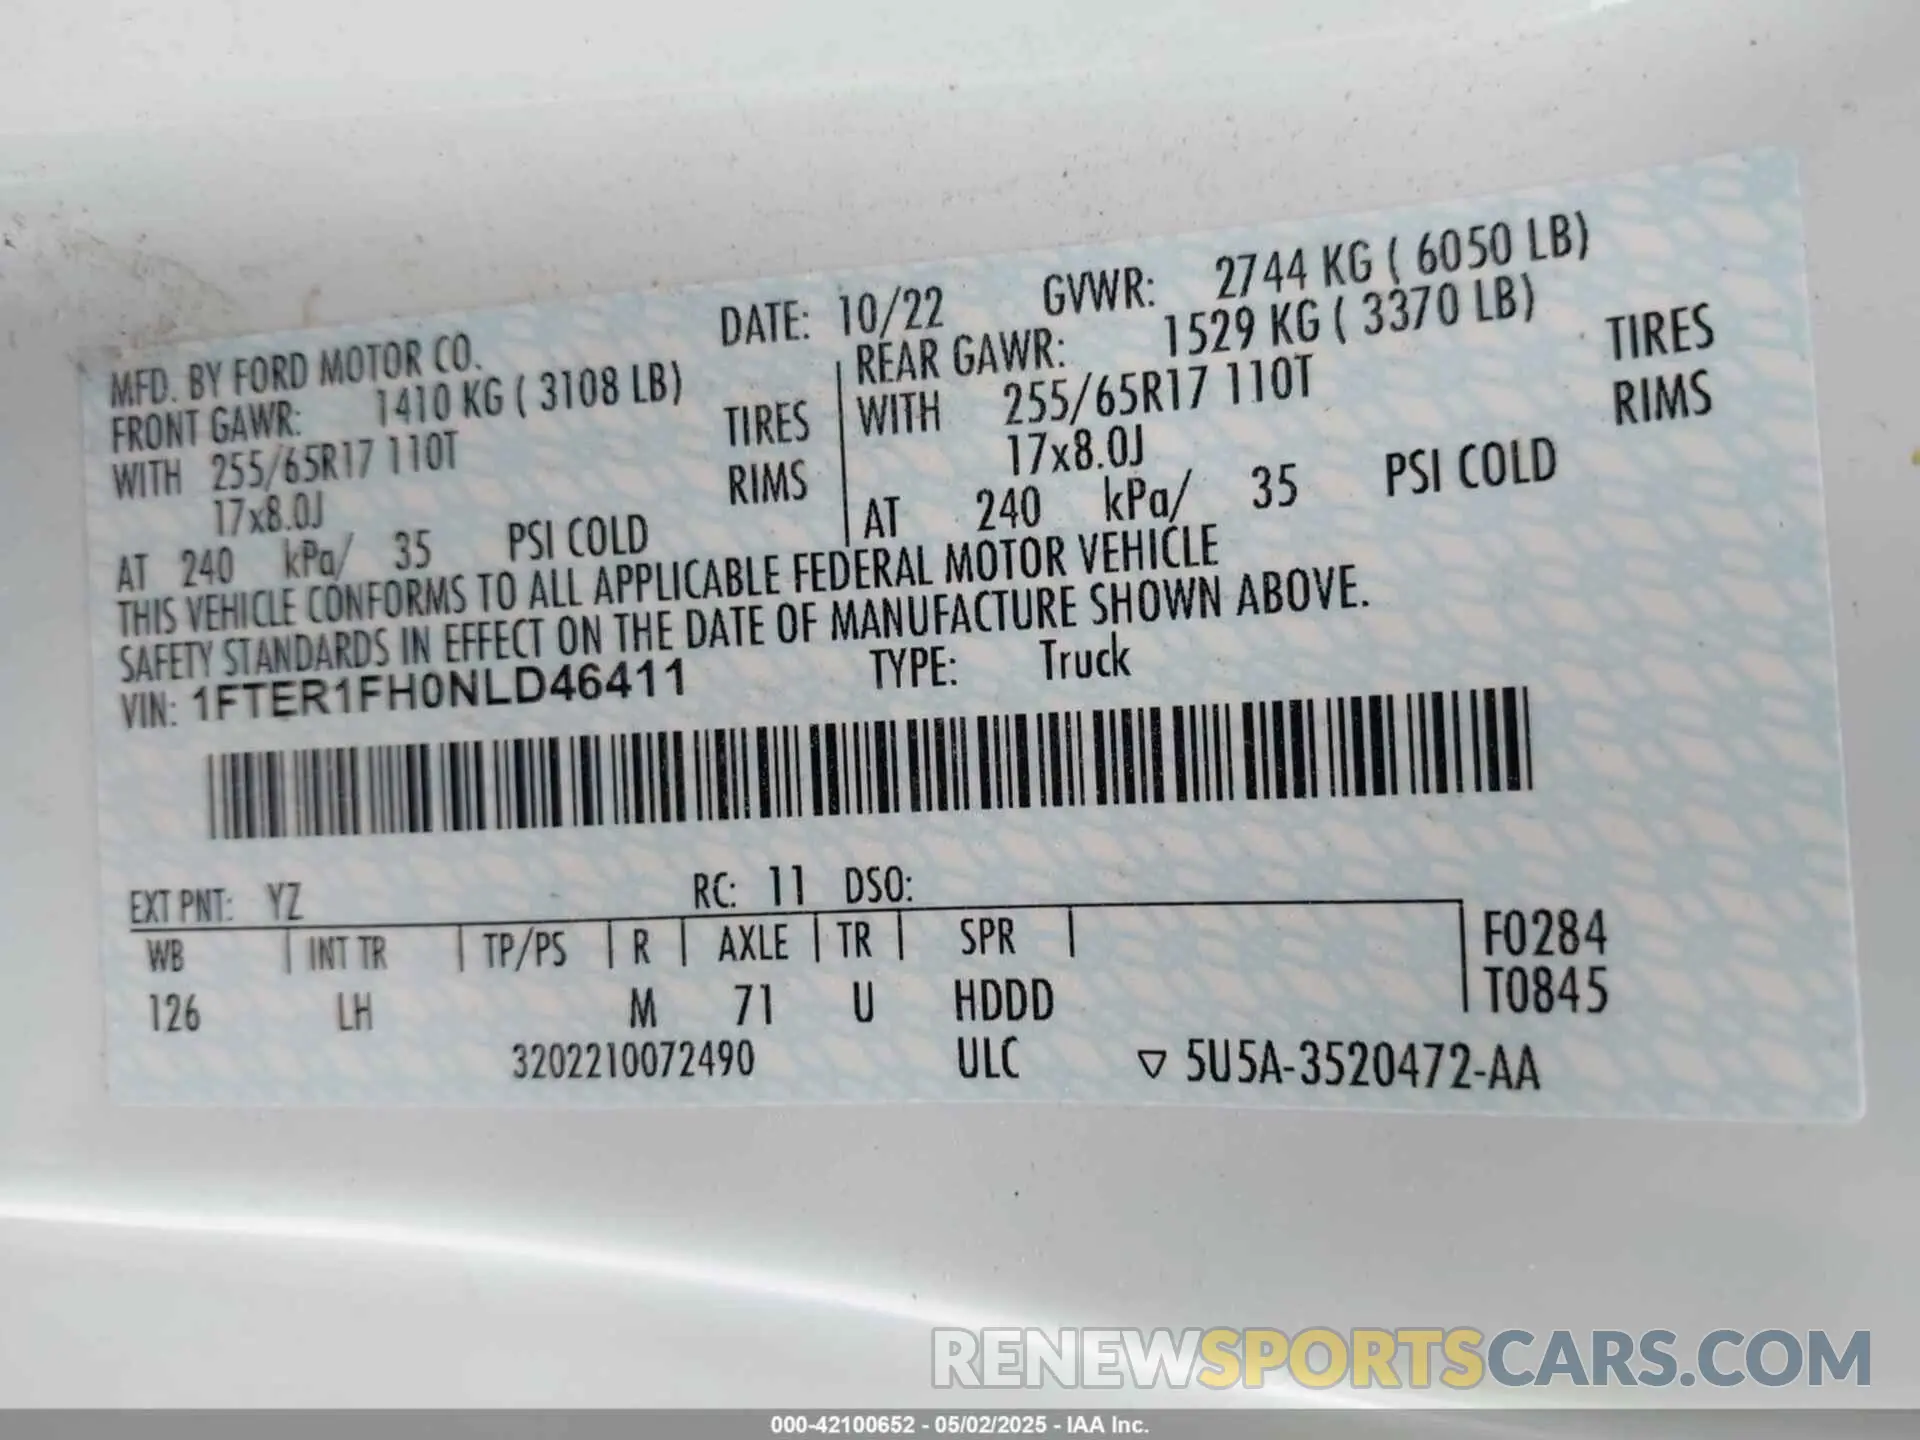 MFD. BY FORD MOTOR CO. DATE: 10/22 GVWR: 2744 KG ( 6050 LB)
FRONT GAWR: 1410 KG ( 3108 LB) REAR GAWR: 1529 KG ( 3370 LB)
WITH 255/65R17 110T TIRES WITH 255/65R17 110T TIRES
17x8.0J RIMS 17x8.0J RIMS
AT 240 kPa/ 35 PSI COLD AT 240 kPa/ 35 PSI COLD
THIS VEHICLE CONFORMS TO ALL APPLICABLE FEDERAL MOTOR VEHICLE
SAFETY STANDARDS IN EFFECT ON THE DATE OF MANUFACTURE SHOWN ABOVE.
VIN: 1FTER1FH0NLD46411 TYPE: Truck
EXT PNT: YZ RC: 11 DSO:
WB INT TR TP/PS R AXLE TR SPR F0284
126 LH M 71 U HDDD T0845
3202210072490 ULC ▽ 5U5A-3520472-AA
RENEWSPORTSCARS.COM
000-42100652 - 05/02/2025 - IAA Inc.